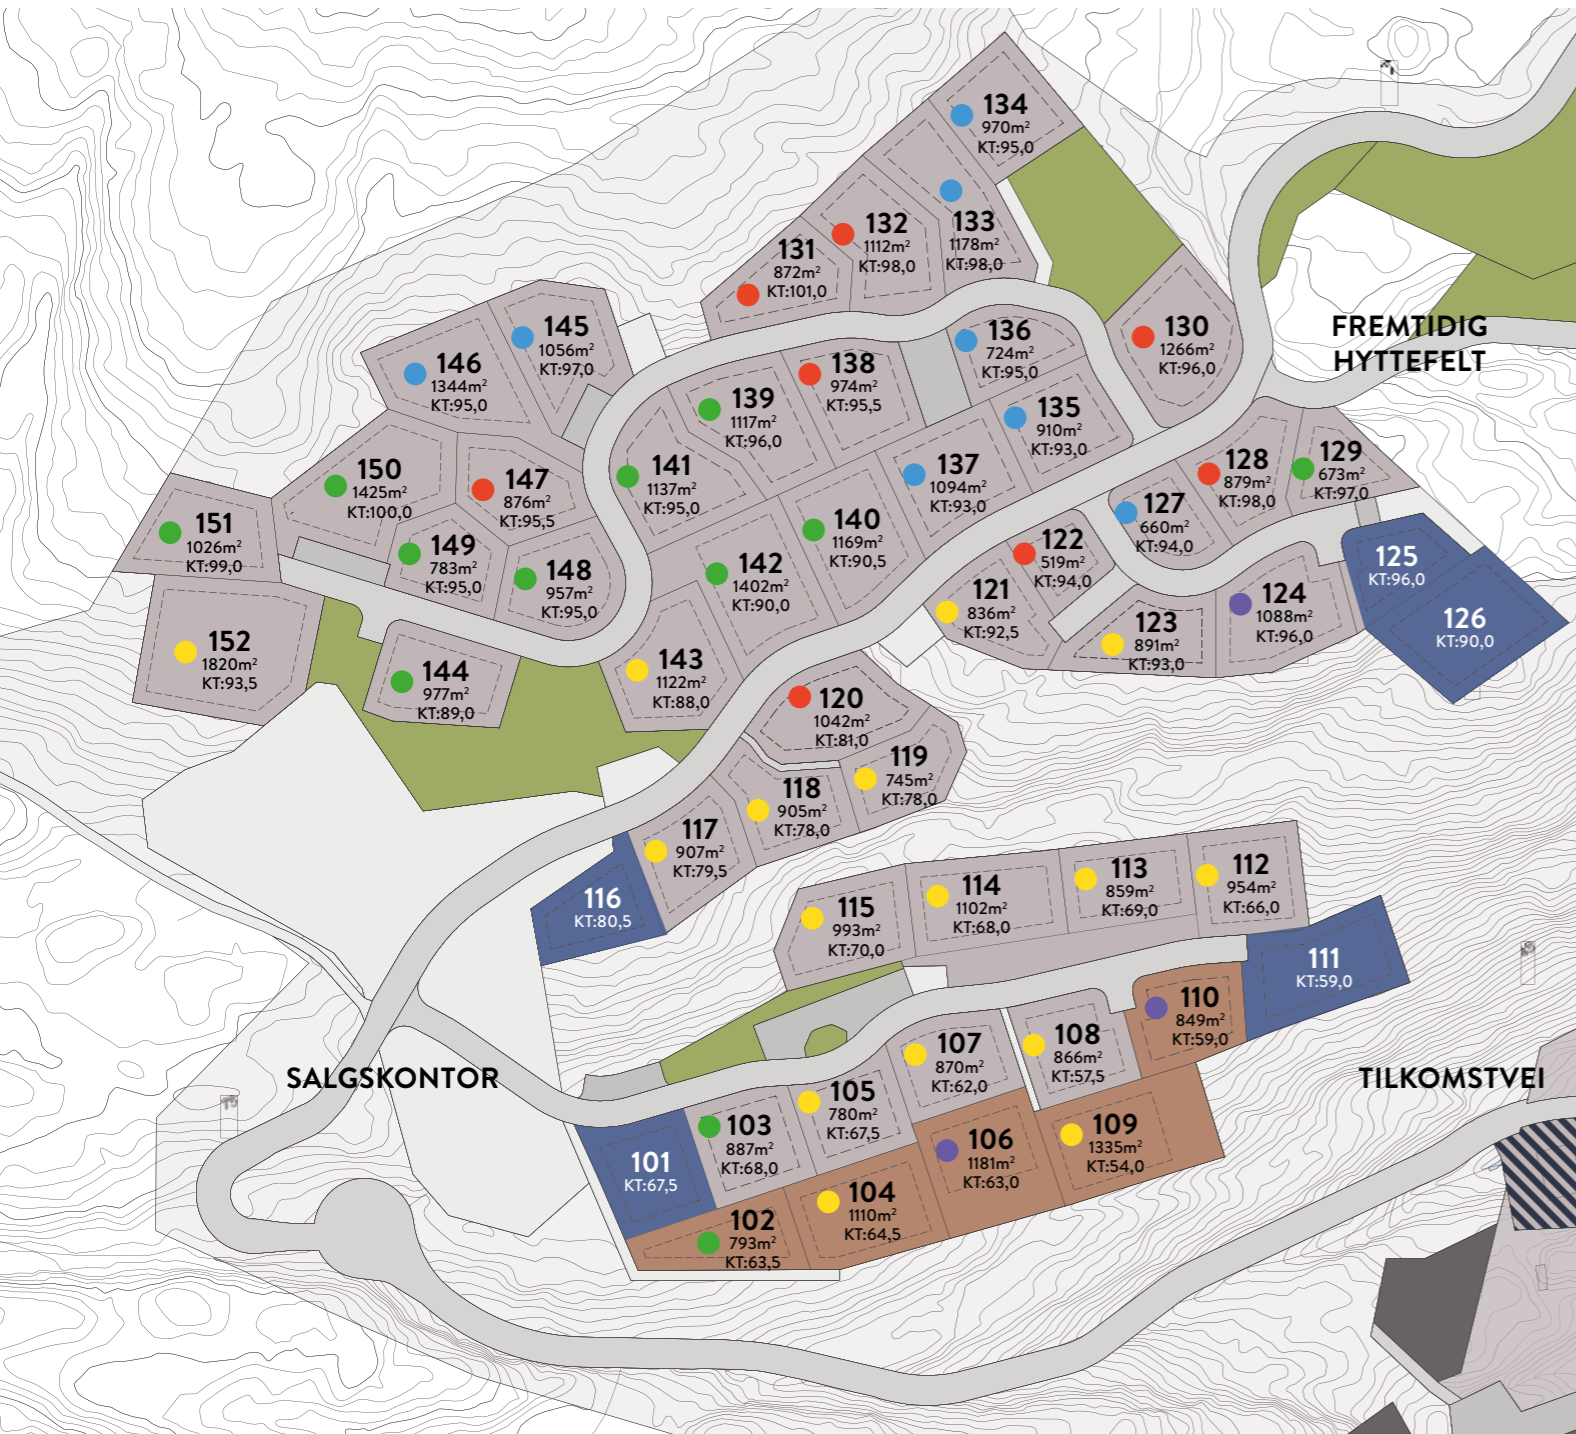 134
970m²
KT:95,0
133
1178m²
KT:98,0
132
1112m²
KT:98,0
131
872m²
KT:101,0
130
1266m²
KT:96,0
FREMTIDIG
HYTTEFELT
145
1056m²
KT:97,0
146
1344m²
KT:95,0
136
724m²
KT:95,0
138
974m²
KT:95,5
139
1117m²
KT:96,0
135
910m²
KT:93,0
137
1094m²
KT:93,0
141
1137m²
KT:95,0
150
1425m²
KT:100,0
147
876m²
KT:95,5
128
879m²
KT:98,0
129
673m²
KT:97,0
127
660m²
KT:94,0
151
1026m²
KT:99,0
149
783m²
KT:95,0
148
957m²
KT:95,0
142
1402m²
KT:90,0
140
1169m²
KT:90,5
122
519m²
KT:94,0
121
836m²
KT:92,5
123
891m²
KT:93,0
124
1088m²
KT:96,0
125
KT:96,0
126
KT:90,0
152
1820m²
KT:93,5
144
977m²
KT:89,0
143
1122m²
KT:88,0
120
1042m²
KT:81,0
119
745m²
KT:78,0
118
905m²
KT:78,0
117
907m²
KT:79,5
116
KT:80,5
115
993m²
KT:70,0
114
1102m²
KT:68,0
113
859m²
KT:69,0
112
954m²
KT:66,0
111
KT:59,0
110
849m²
KT:59,0
108
866m²
KT:57,5
107
870m²
KT:62,0
SALGSKONTOR
TILKOMSTVEI
105
780m²
KT:67,5
103
887m²
KT:68,0
101
KT:67,5
109
1335m²
KT:54,0
106
1181m²
KT:63,0
104
1110m²
KT:64,5
102
793m²
KT:63,5